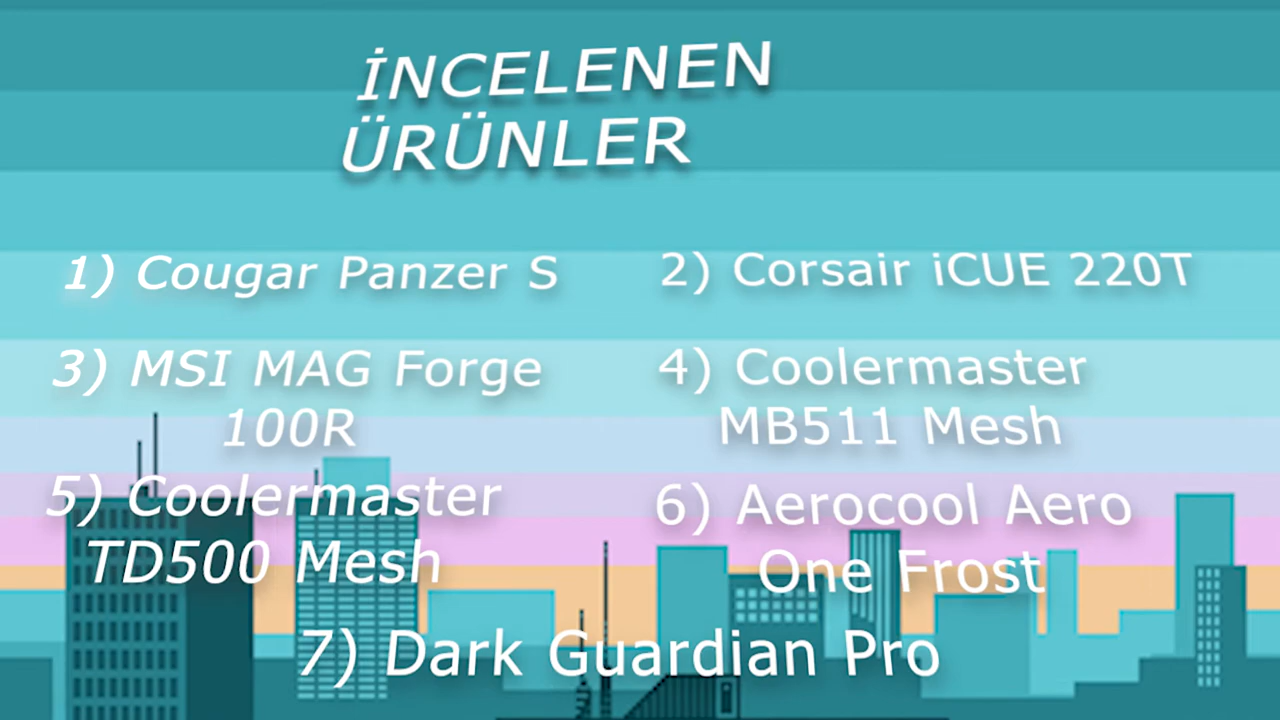 İNCELENEN
ÜRÜNLER
1) Cougar Panzer S
2) Corsair iCUE 220T
3) MSI MAG Forge
100R
4) Coolermaster
MB511 Mesh
5) Coolermaster
TD500 Mesh
6) Aerocool Aero
One Frost
7) Dark Guardian Pro